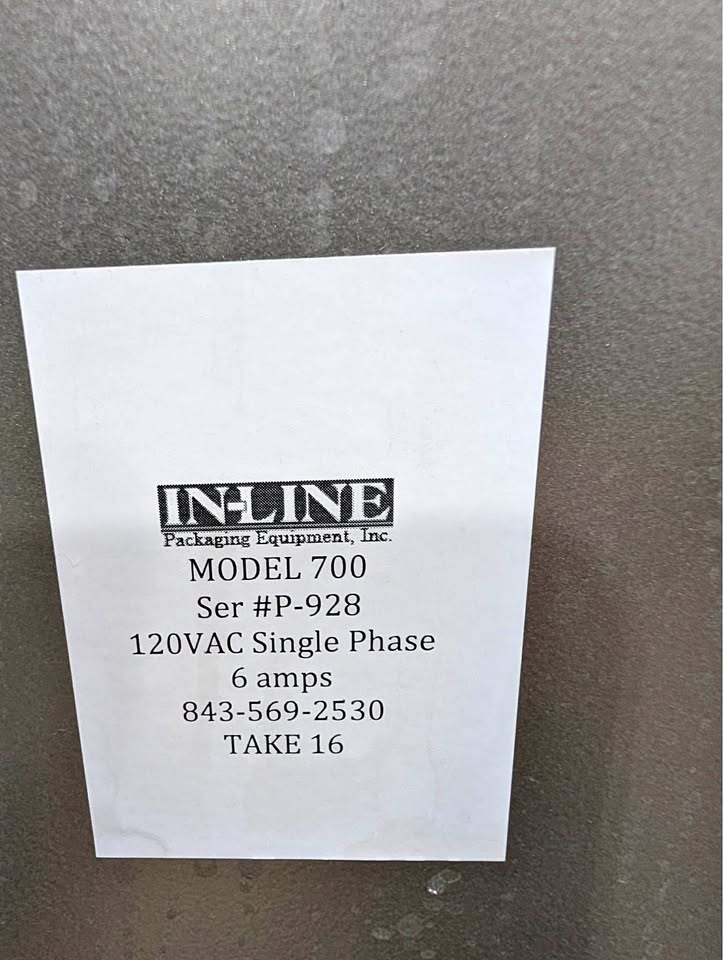 IN-LINE
Packaging Equipment, Inc.
MODEL 700
Ser #P-928
120VAC Single Phase
6 amps
843-569-2530
TAKE 16